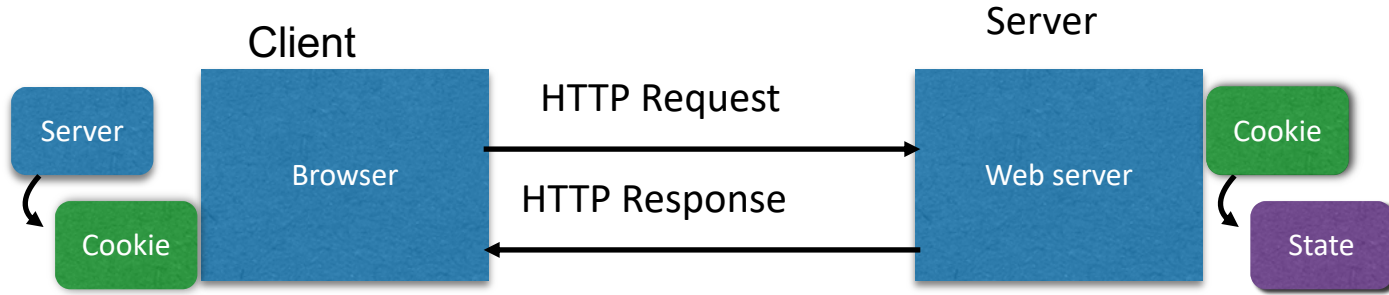 Client
Server
HTTP Request
Server
Cookie
Browser
Web server
HTTP Response
Cookie
State